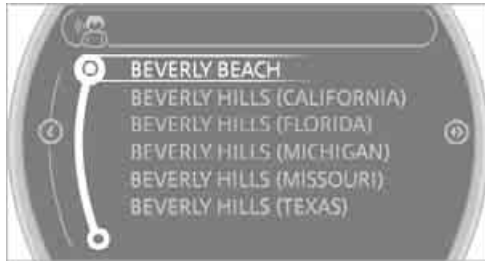 BEVERLY BEACH
BEVERLY HILLS (CALIFORNIA)
BEVERLY HILLS (FLORIDA)
BEVERLY HILLS (MICHIGAN)
BEVERLY HILLS (MISSOURI)
BEVERLY HILLS (TEXAS)